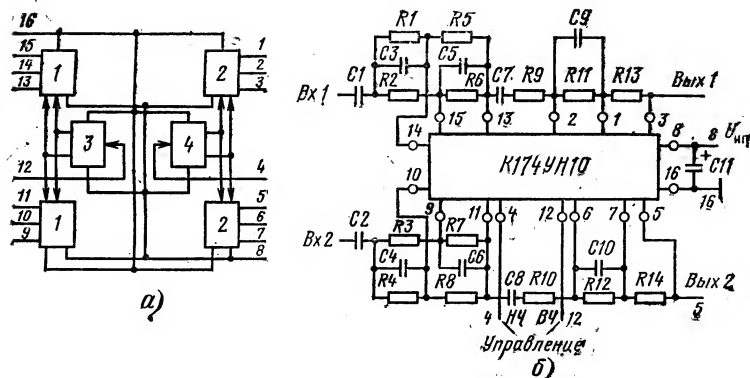 16
15
14
13
12
11
10
9
1
2
3
4
5
6
7
8
1
2
3
4
1
2
а)
R1
R5
C9
C3
C5
C1
R2
R6
C7
R9
R11
R13
Вх 1
Вых 1
15
13
2
1
3
14
8
8
Uип
К174УН10
C11
+
10
16
16
9
11
4
12
6
7
5
C2
R3
R7
Вх 2
C4
C6
C10
R4
R8
C8
R10
R12
R14
Вых 2
4
НЧ
ВЧ
12
5
Управление
б)